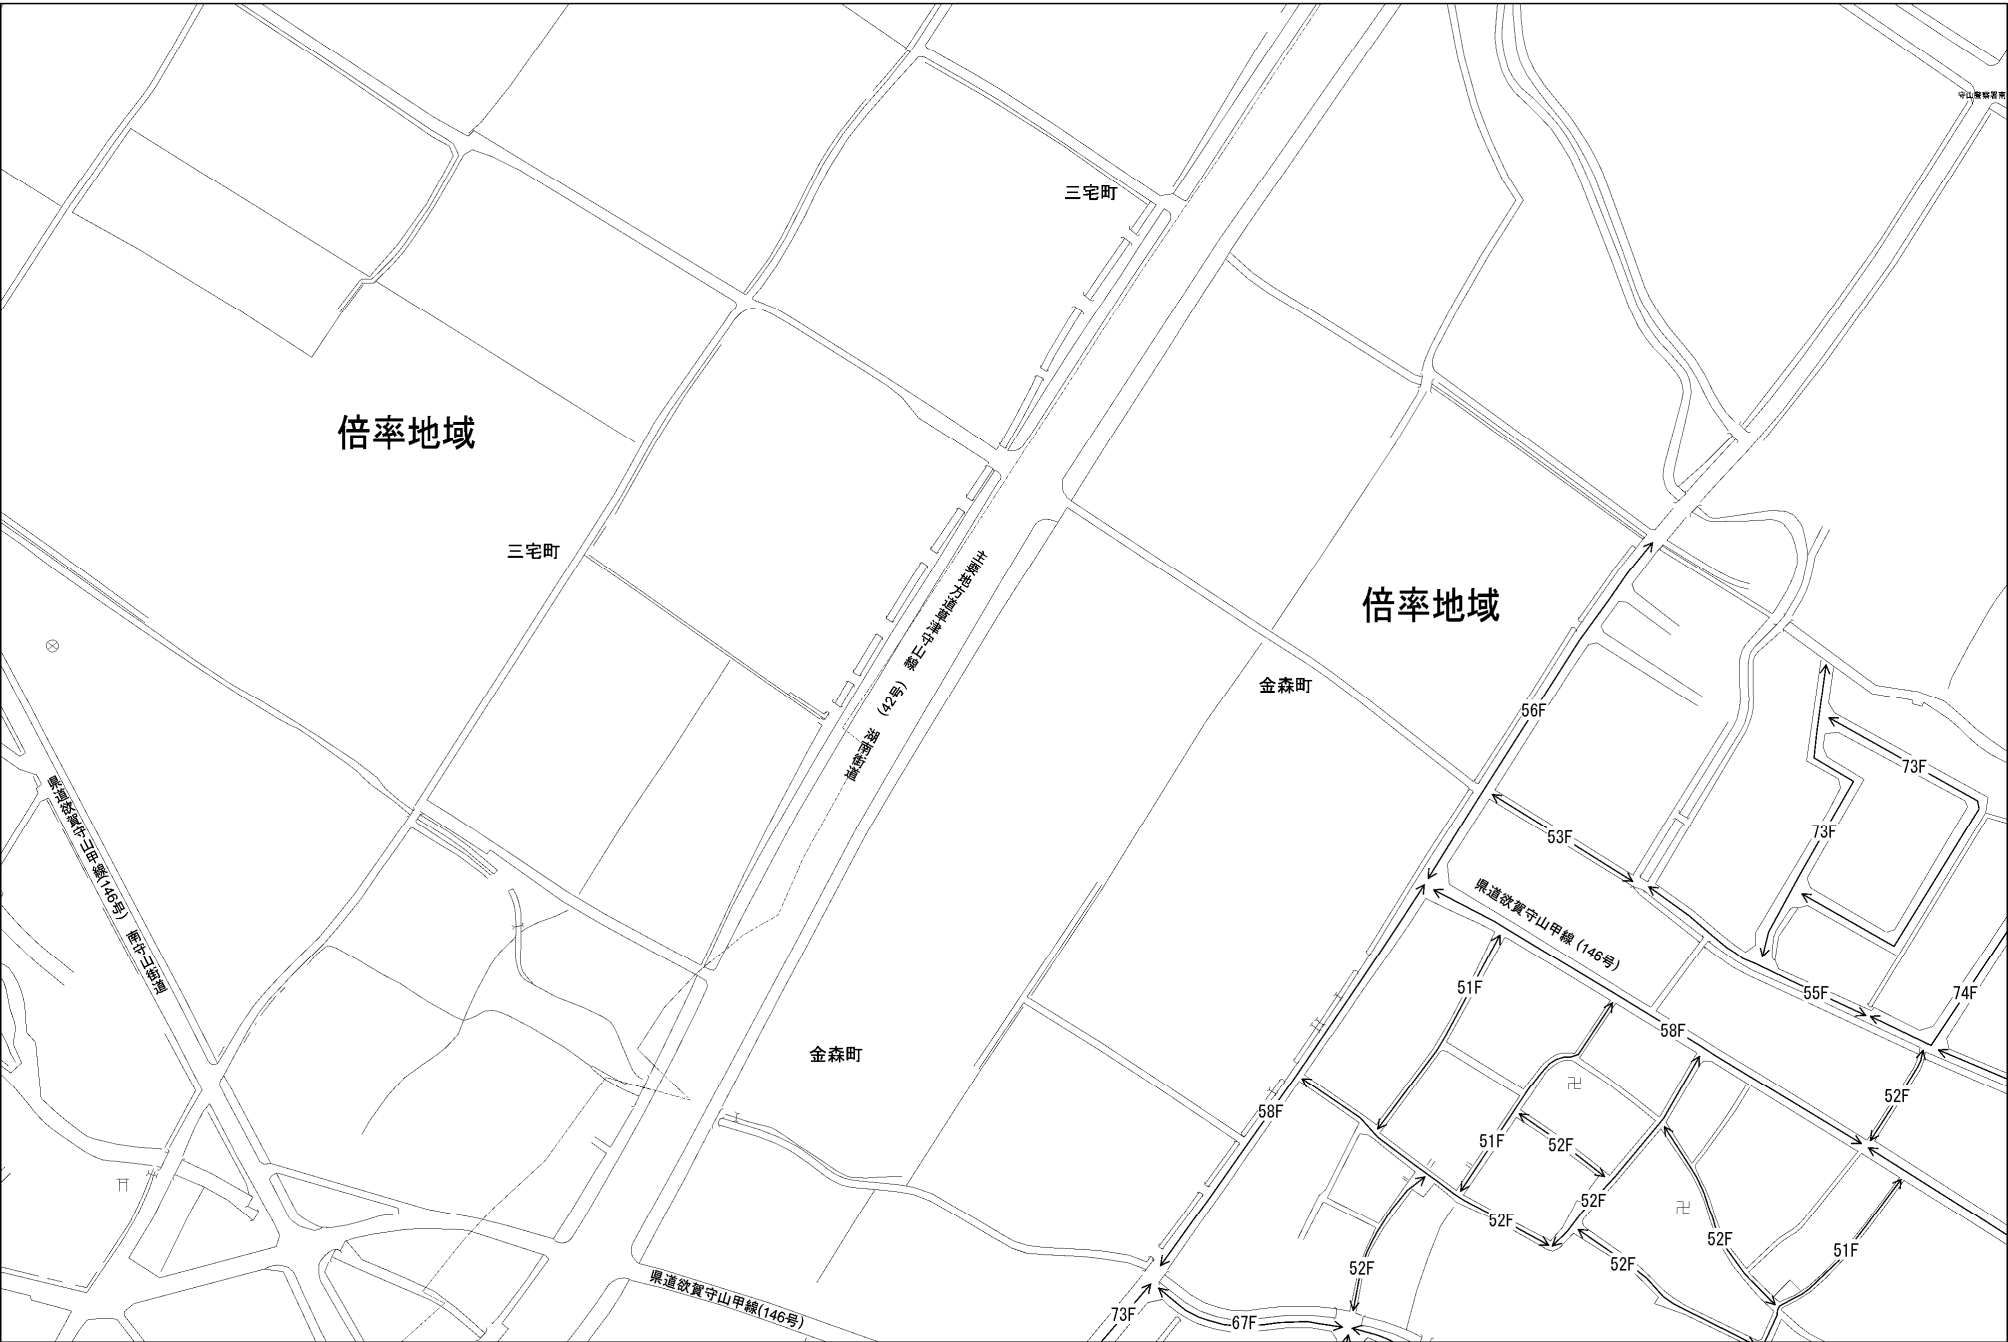 守山警察署南
三宅町
倍率地域
三宅町
主要地方道草津守山線 (42号)
湖南街道
倍率地域
金森町
56F
73F
県道欲賀守山甲線(146号) 南守山街道
73F
53F
県道欲賀守山甲線(146号)
51F
55F
74F
58F
金森町
52F
58F
51F
52F
52F
52F
52F
51F
52F
52F
県道欲賀守山甲線(146号)
73F
67F